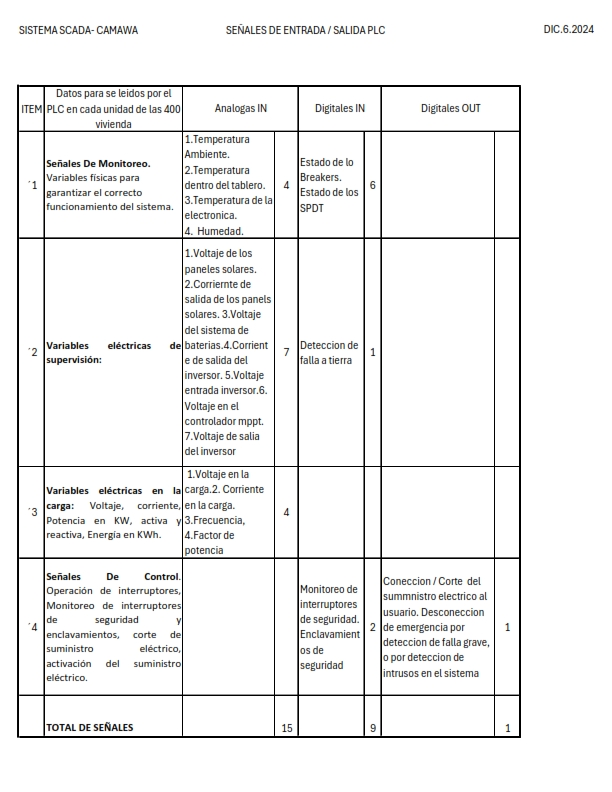 SISTEMA SCADA- CAMAWA SEÑALES DE ENTRADA / SALIDA PLC DIC.6.2024
ITEM
Datos para se leidos por el
PLC en cada unidad de las 400
vivienda
Analogas IN
Digitales IN
Digitales OUT
´1
Señales De Monitoreo.
Variables físicas para
garantizar el correcto
funcionamiento del sistema.
1.Temperatura
Ambiente.
2.Temperatura
dentro del tablero.
3.Temperatura de la
electronica.
4. Humedad.
4
Estado de lo
Breakers.
Estado de los
SPDT
6
´2
Variables eléctricas de
supervisión:
1.Voltaje de los
paneles solares.
2.Corriernte de
salida de los panels
solares. 3.Voltaje
del sistema de
baterias.4.Corrient
e de salida del
inversor. 5.Voltaje
entrada inversor.6.
Voltaje en el
controlador mppt.
7.Voltaje de salia
del inversor
7
Deteccion de
falla a tierra
1
´3
Variables eléctricas en la
carga: Voltaje, corriente,
Potencia en KW, activa y
reactiva, Energía en KWh.
1.Voltaje en la
carga.2. Corriente
en la carga.
3.Frecuencia,
4.Factor de
potencia
4
´4
Señales De Control.
Operación de interruptores,
Monitoreo de interruptores
de seguridad y
enclavamientos, corte de
suministro eléctrico,
activación del suministro
eléctrico.
Monitoreo de
interruptores
de seguridad.
Enclavamient
os de
seguridad
2
Coneccion / Corte del
summnistro electrico al
usuario. Desconeccion
de emergencia por
deteccion de falla grave,
o por deteccion de
intrusos en el sistema
1
TOTAL DE SEÑALES
15
9
1